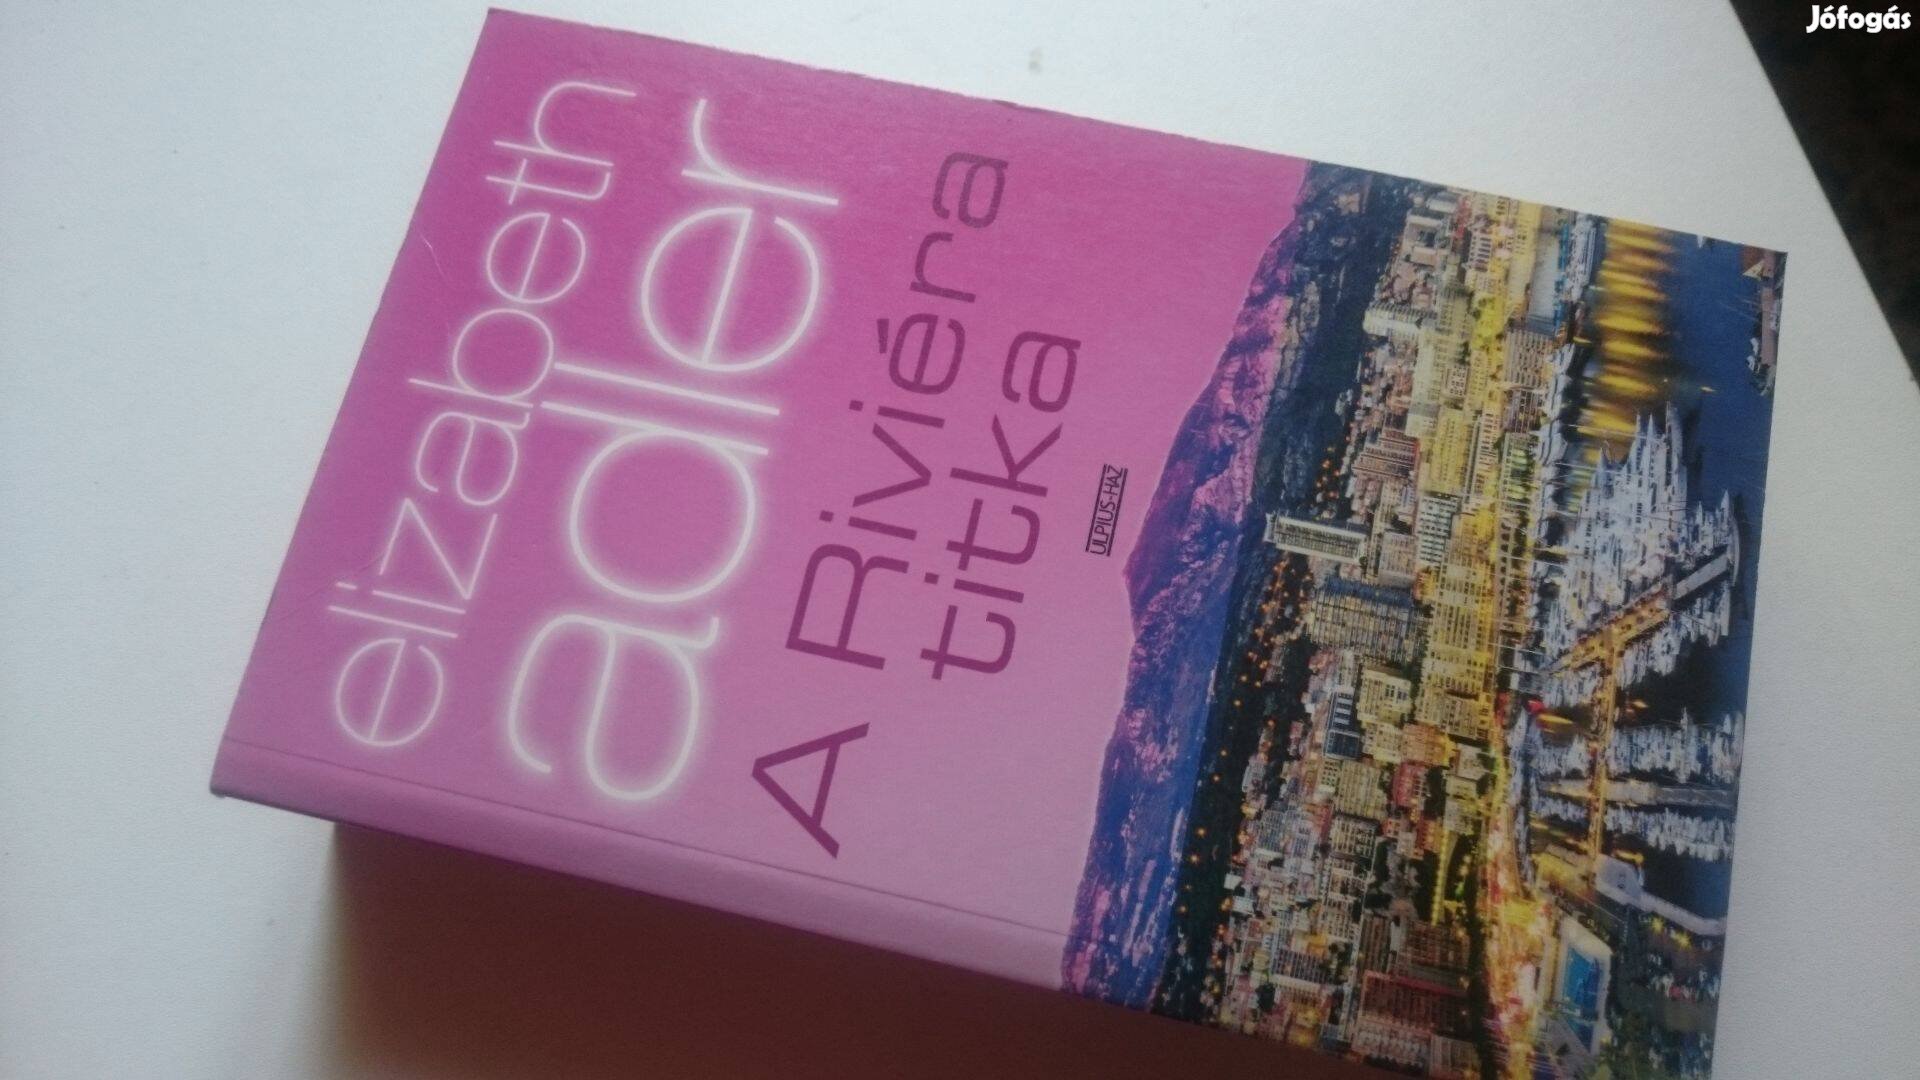 Jófogás
elizabeth
adler
A Riviéra
titka
ULPIUS-HÁZ